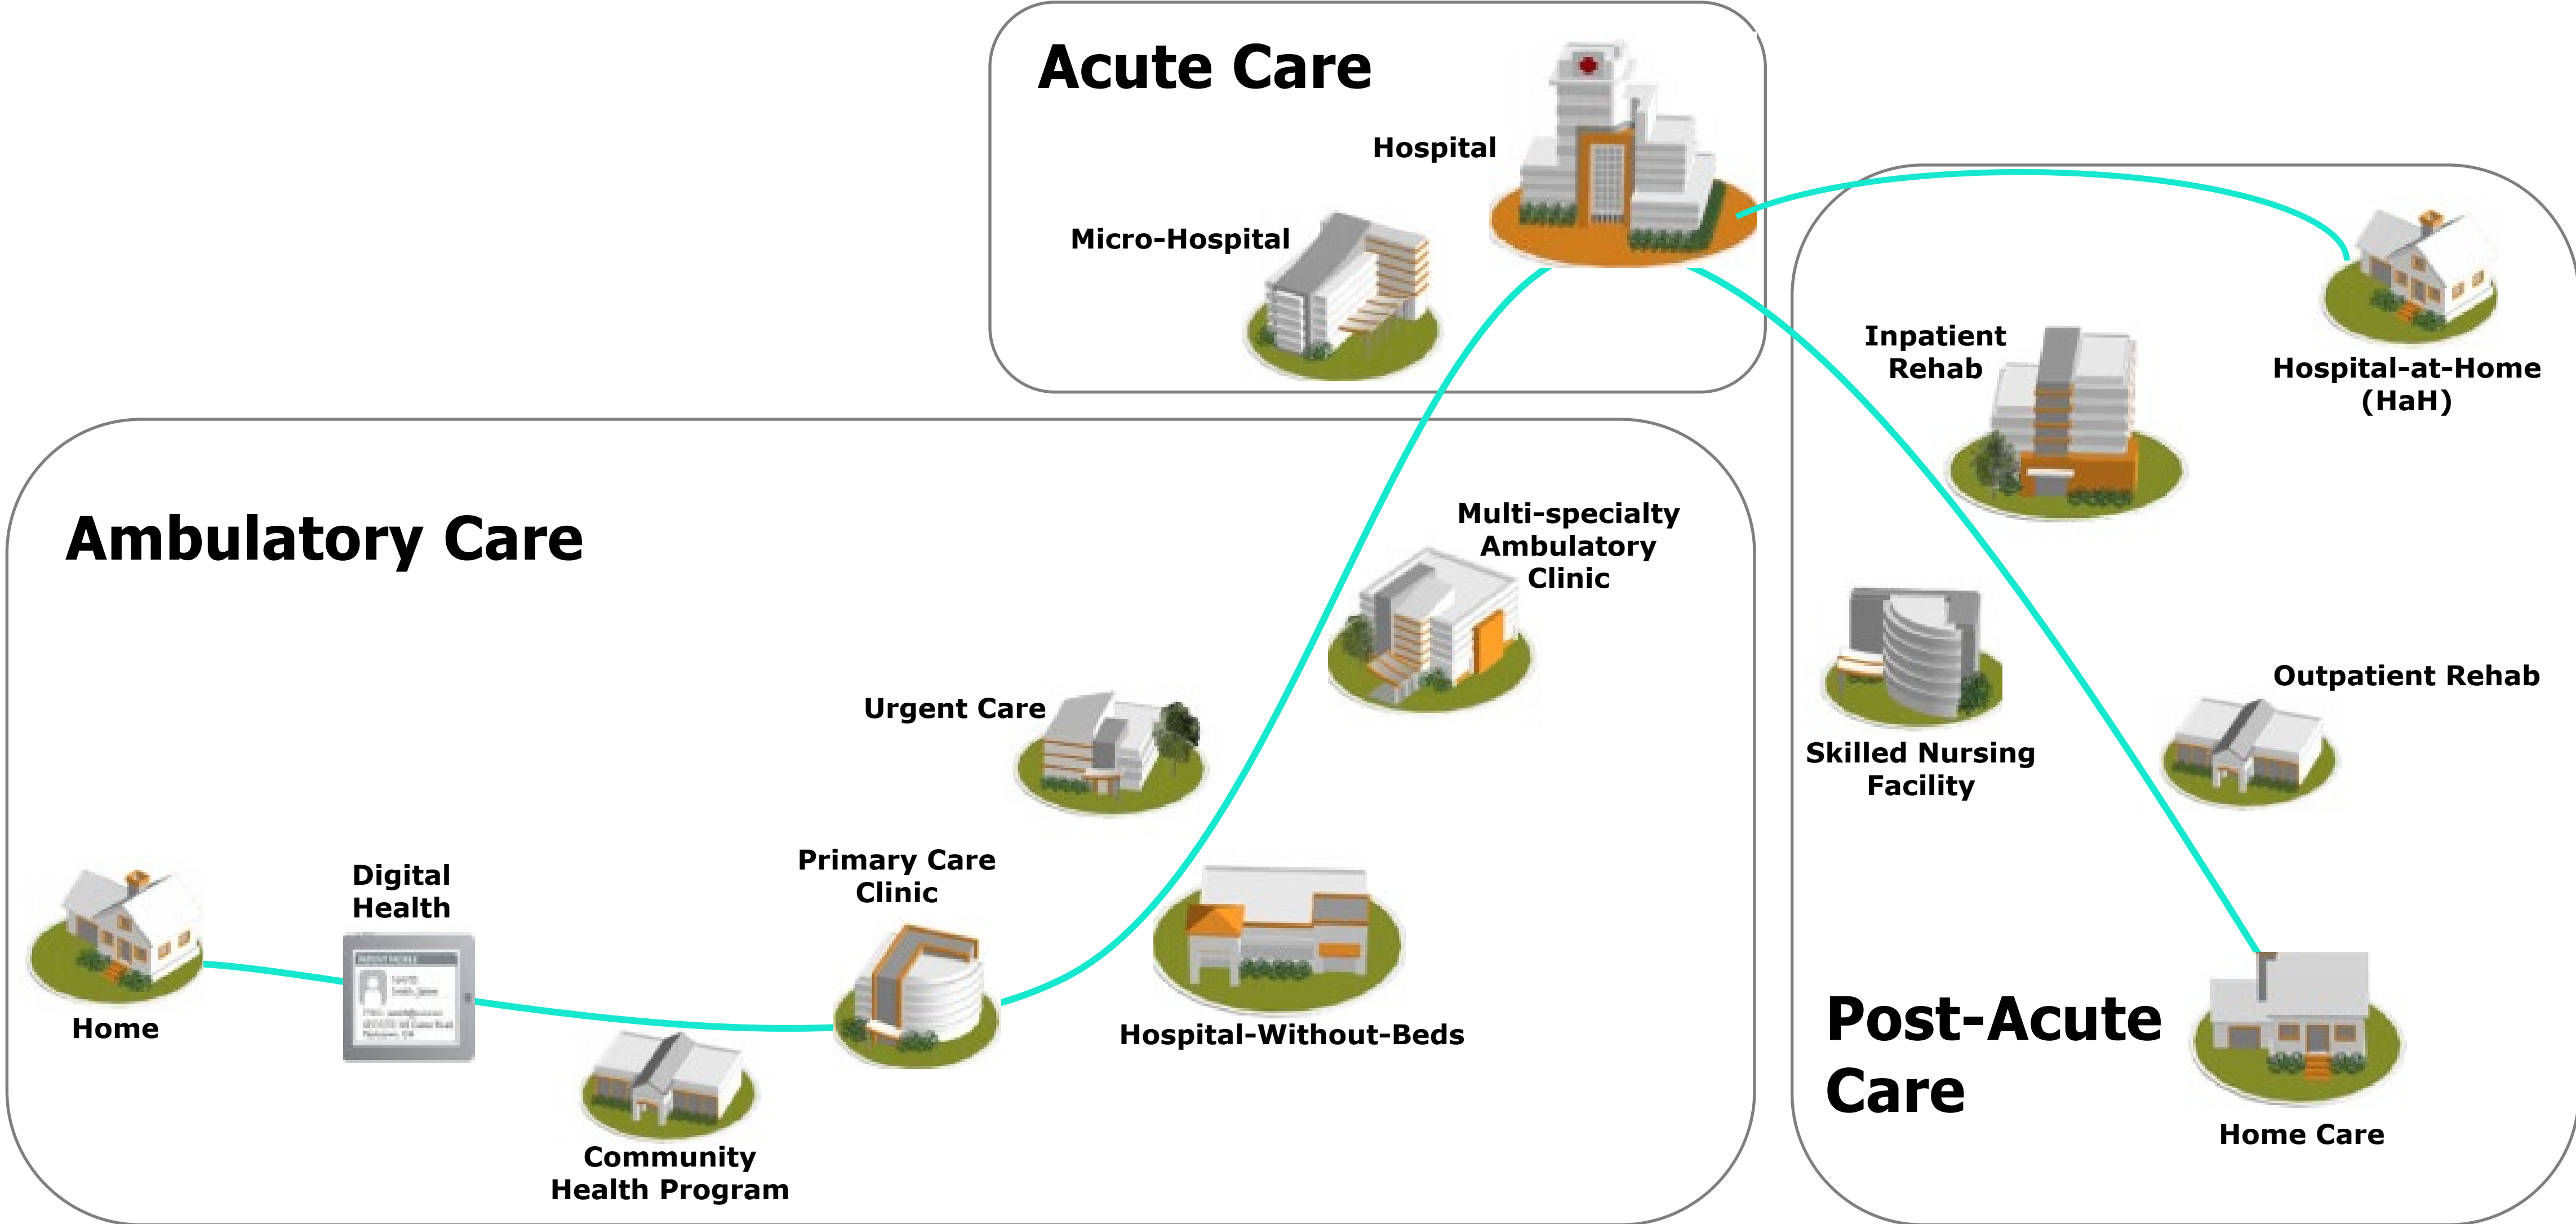 Acute Care
Hospital
Micro-Hospital
Ambulatory Care
Multi-specialty
Ambulatory
Clinic
Urgent Care
Primary Care
Clinic
Digital
Health
PATIENT PROFILE
Home
Hospital-Without-Beds
Community
Health Program
Inpatient
Rehab
Hospital-at-Home
(HaH)
Skilled Nursing
Facility
Outpatient Rehab
Post-Acute
Care
Home Care